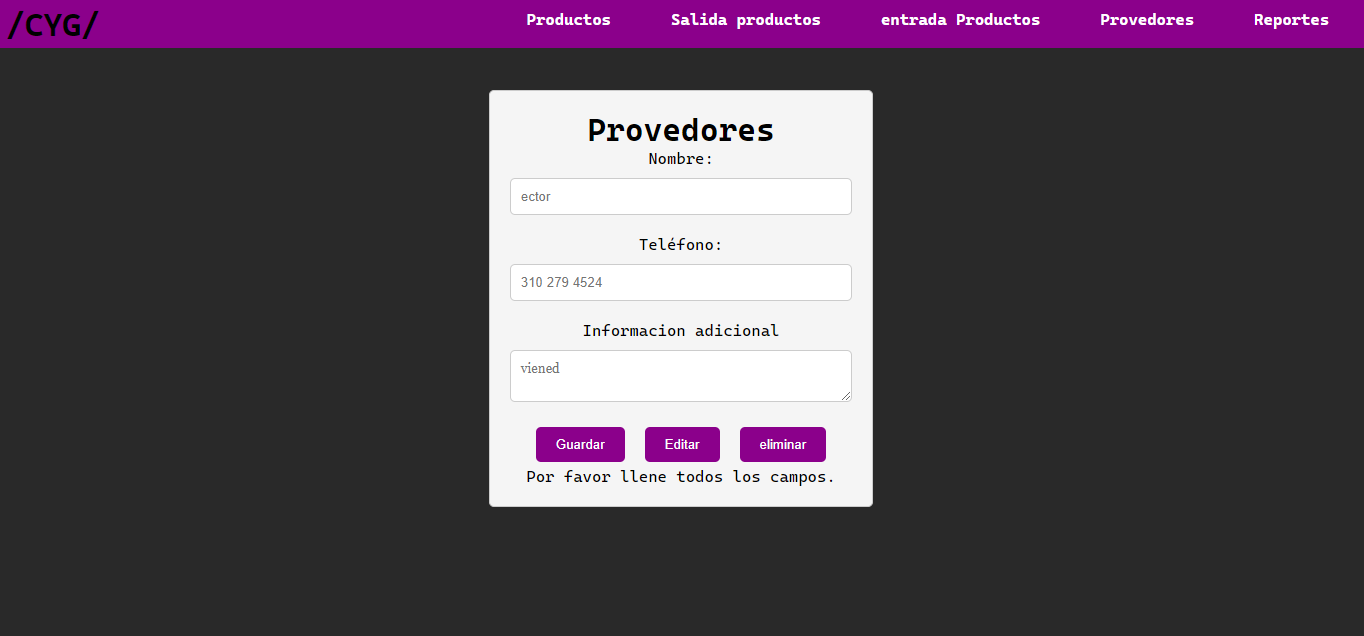 /CYG/
Productos Salida productos entrada Productos Provedores Reportes
Provedores
Nombre:
ector
Teléfono:
310 279 4524
Informacion adicional
viened
Guardar Editar eliminar
Por favor llene todos los campos.